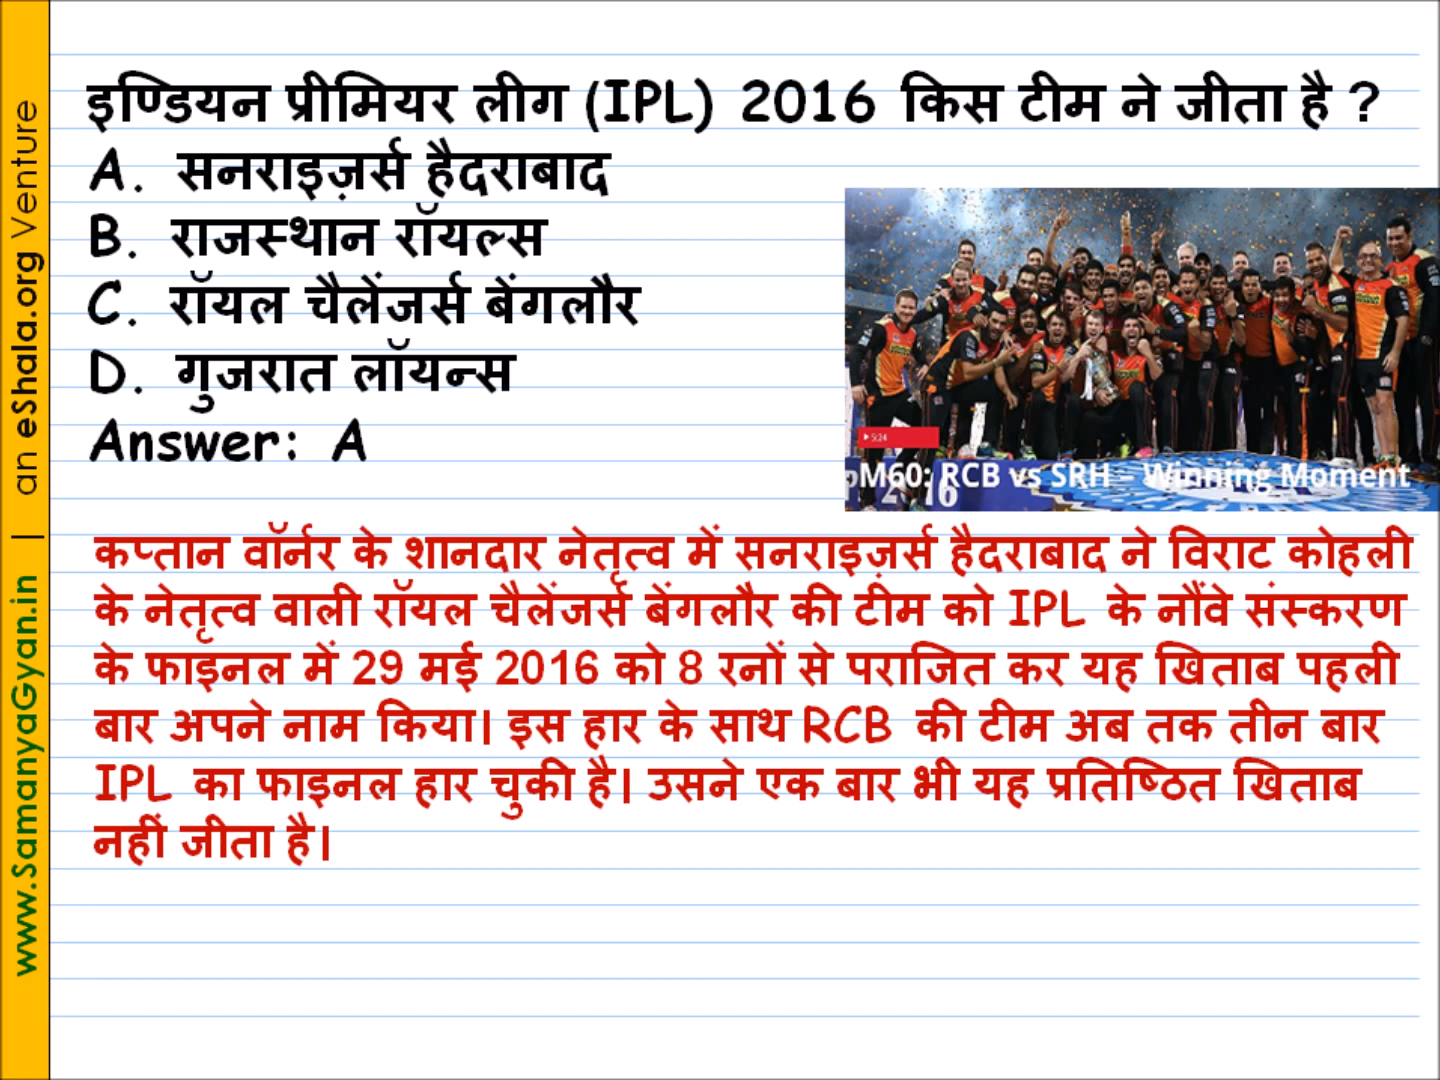 इण्डियन प्रीमियर लीग (IPL) 2016 किस टीम ने जीता है ?
A. सनराइज़र्स हैदराबाद
B. राजस्थान रॉयल्स
C. रॉयल चैलेंजर्स बेंगलौर
D. गुजरात लॉयन्स
Answer: A
5:24
M60: RCB vs SRH – Winning Moment
कप्तान वॉर्नर के शानदार नेतृत्व में सनराइज़र्स हैदराबाद ने विराट कोहली
के नेतृत्व वाली रॉयल चैलेंजर्स बेंगलौर की टीम को IPL के नौंवे संस्करण
के फाइनल में 29 मई 2016 को 8 रनों से पराजित कर यह खिताब पहली
बार अपने नाम किया। इस हार के साथ RCB की टीम अब तक तीन बार
IPL का फाइनल हार चुकी है। उसने एक बार भी यह प्रतिष्ठित खिताब
नहीं जीता है।
www.SamanyaGyan.in | an eShala.org Venture